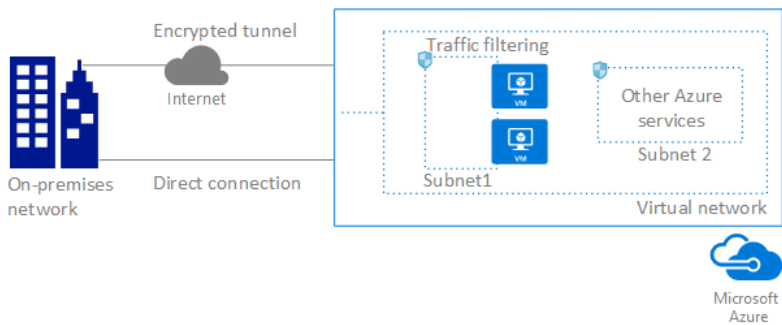 Encrypted tunnel
Internet
On-premises
network
Direct connection
Traffic filtering
VM
VM
Subnet1
Other Azure
services
Subnet 2
Virtual network
Microsoft
Azure